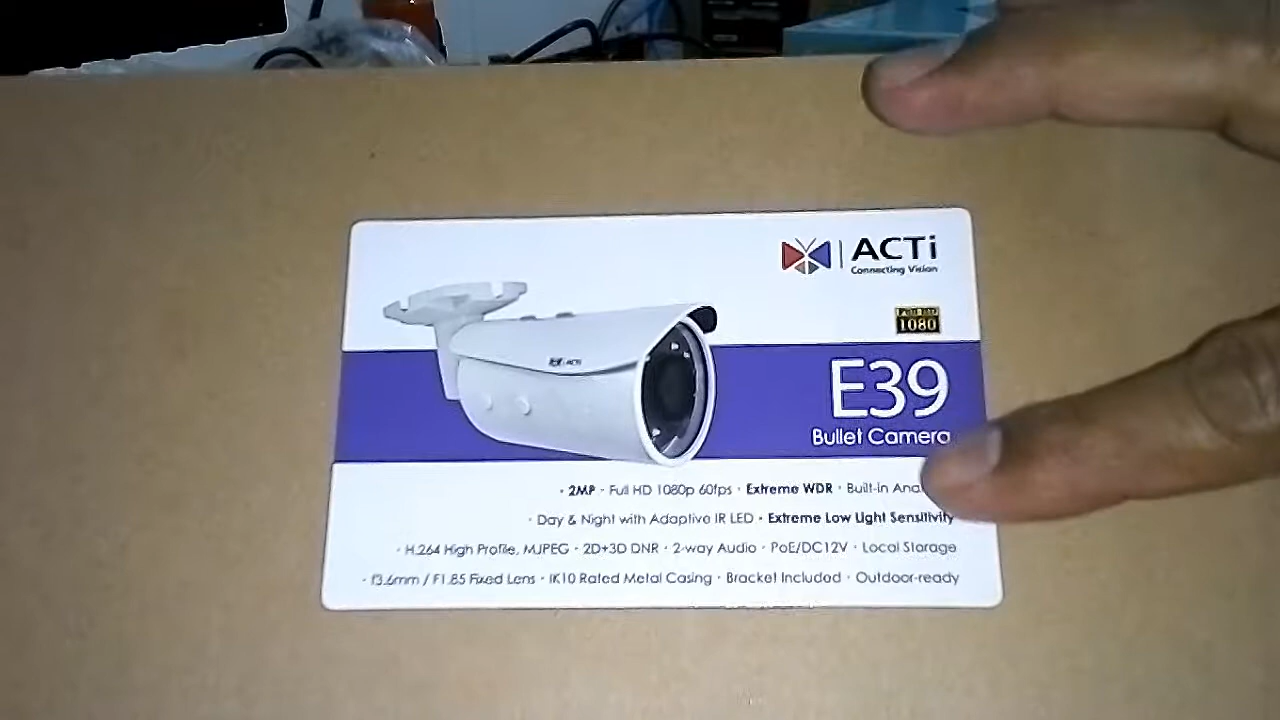 ACTi
Connecting Vision
FULL HD
1080
ACTi
E39
Bullet Camera
· 2MP · Full HD 1080p 60fps · Extreme WDR · Built-in
· Day & Night with Adaptive IR LED · Extreme Low Light Sensitivity
· H.264 High Profile, MJPEG · 2D+3D DNR · 2-way Audio · PoE/DC12V · Local Storage
· f3.6mm / F1.85 Fixed Lens · IK10 Rated Metal Casing · Bracket Included · Outdoor-ready